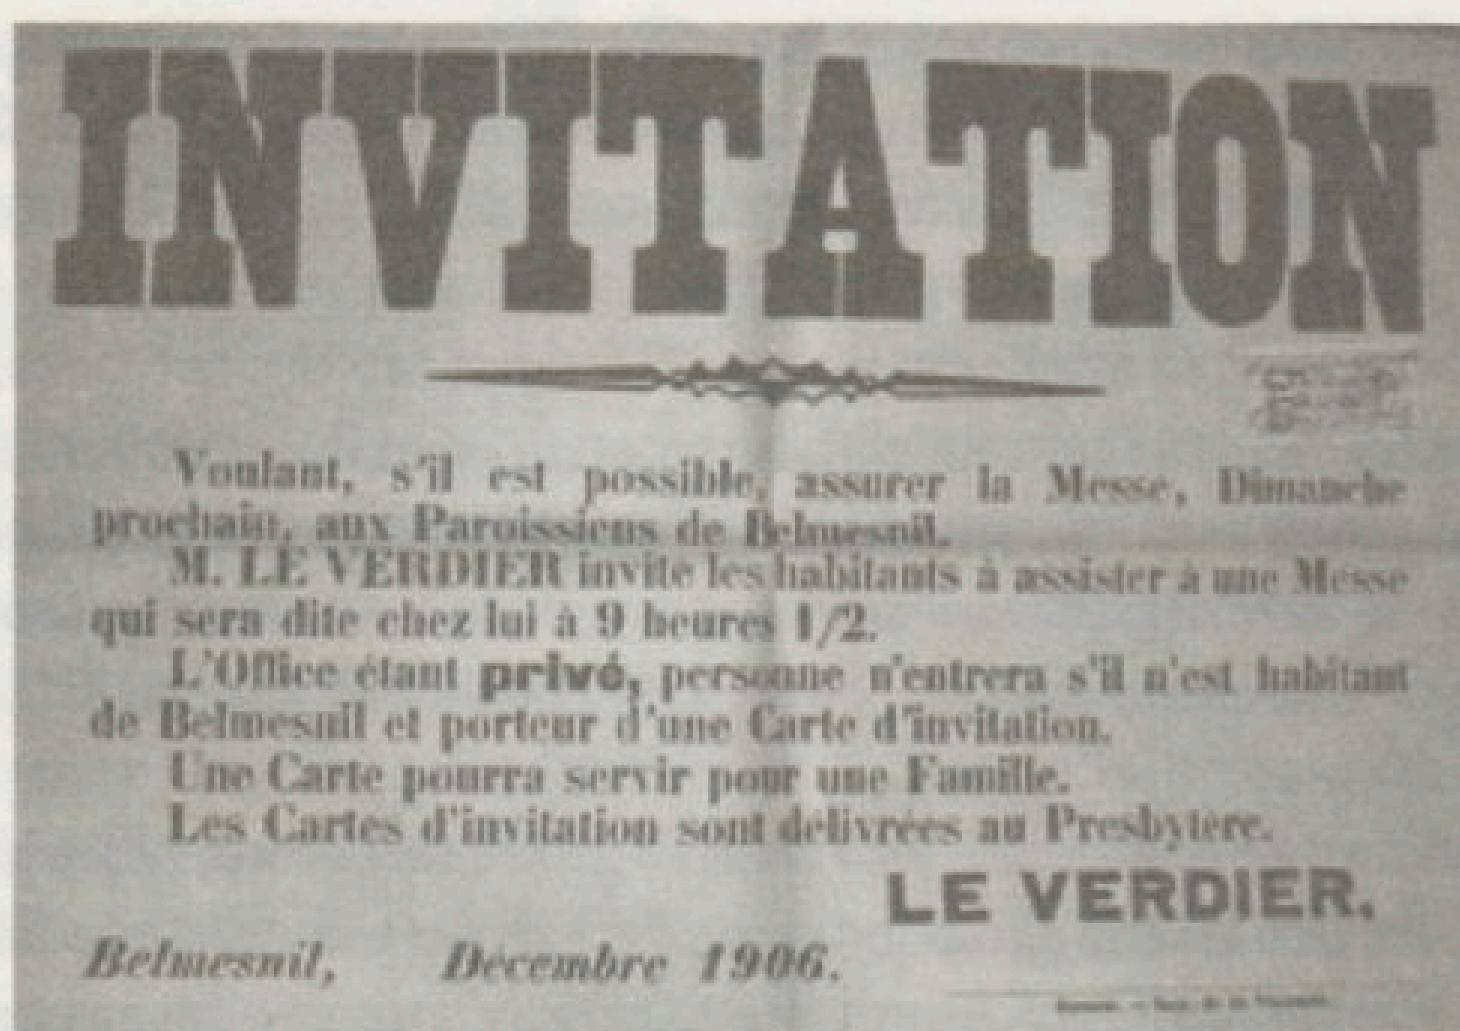 INVITATION
Voulant, s'il est possible, assurer la Messe, Dimanche
prochain, aux Paroissiens de Belmesnil.
M. LE VERDIER invite les habitants à assister à une Messe
qui sera dite chez lui à 9 heures 1/2.
L'Office étant privé, personne n'entrera s'il n'est habitant
de Belmesnil et porteur d'une Carte d'invitation.
Une Carte pourra servir pour une Famille.
Les Cartes d'invitation sont délivrées au Presbytère.
LE VERDIER.
Belmesnil, Décembre 1906.